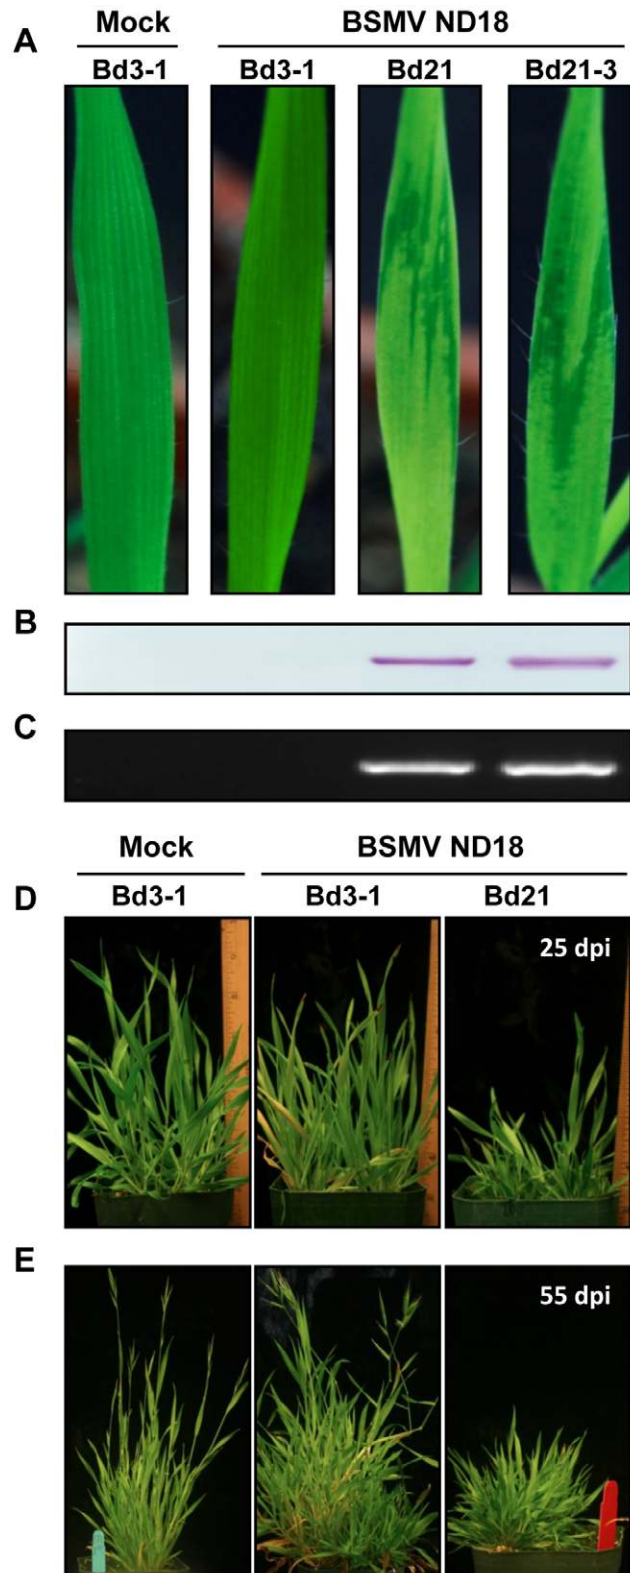 A
Mock BSMV ND18
Bd3-1 Bd3-1 Bd21 Bd21-3
B
C
Mock BSMV ND18
D
Bd3-1 Bd3-1 Bd21
25 dpi
E
55 dpi